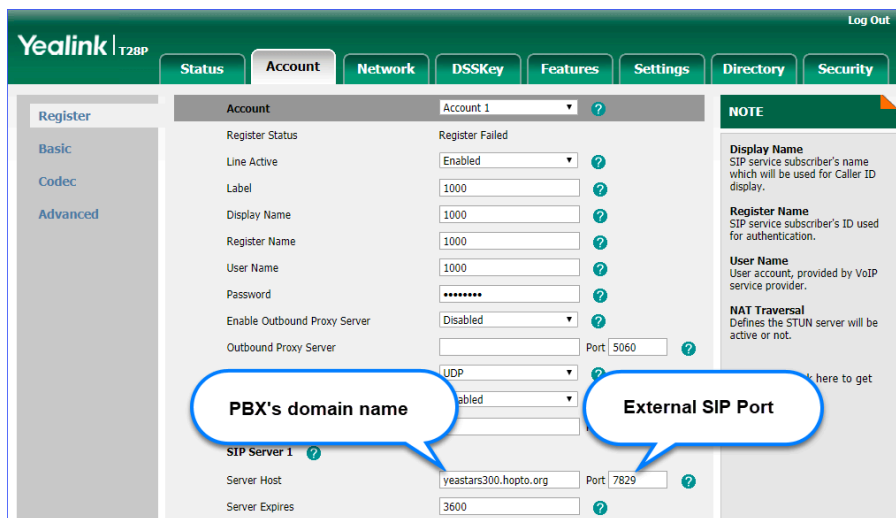 Log Out
Yealink | T28P
Status Account Network DSSKey Features Settings Directory Security
Register
Basic
Codec
Advanced
Account Account 1
Register Status Register Failed
Line Active Enabled
Label 1000
Display Name 1000
Register Name 1000
User Name 1000
Password ••••••••
Enable Outbound Proxy Server Disabled
Outbound Proxy Server Port 5060
UDP
PBX's domain name
External SIP Port
SIP Server 1
Server Host yeastars300.hopto.org Port 7829
Server Expires 3600
NOTE
Display Name
SIP service subscriber's name
which will be used for Caller ID
display.
Register Name
SIP service subscriber's ID used
for authentication.
User Name
User account, provided by VoIP
service provider.
NAT Traversal
Defines the STUN server will be
active or not.
here to get